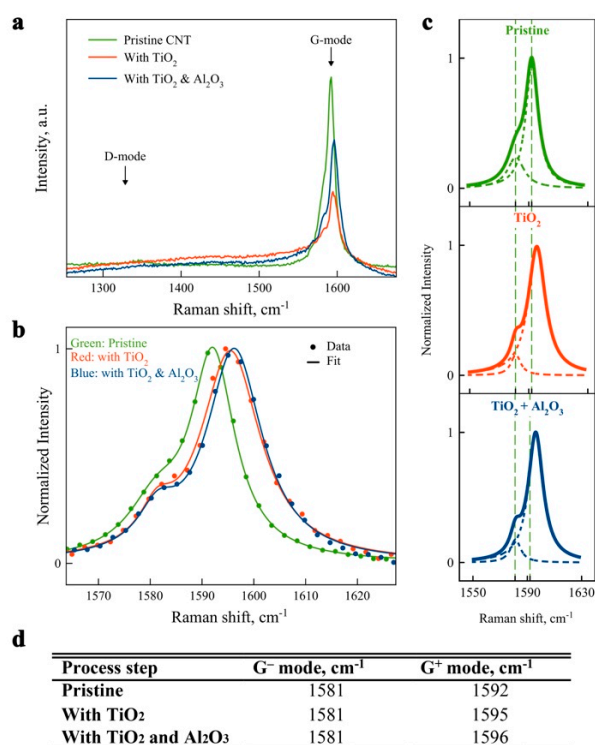 a
Pristine CNT
With TiO₂
With TiO₂ & Al₂O₃
G-mode
D-mode
Intensity, a.u.
1300 1400 1500 1600
Raman shift, cm⁻¹
b
Green: Pristine
Red: with TiO₂
Blue: with TiO₂ & Al₂O₃
Data
Fit
1
0
Normalized Intensity
1570 1580 1590 1600 1610 1620
Raman shift, cm⁻¹
c
Pristine
1
0
TiO₂
1
0
TiO₂ + Al₂O₃
1
0
Normalized Intensity
1550 1590 1630
Raman shift, cm⁻¹
d
Process step G⁻ mode, cm⁻¹ G⁺ mode, cm⁻¹
Pristine 1581 1592
With TiO₂ 1581 1595
With TiO₂ and Al₂O₃ 1581 1596